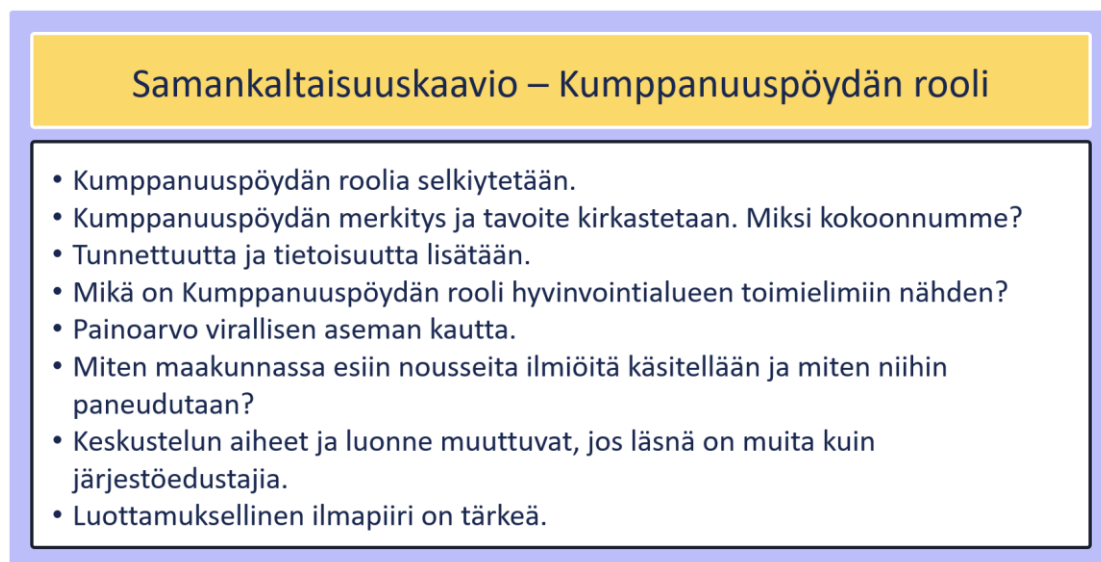 Samankaltaisuuskaavio – Kumppanuuspöydän rooli
• Kumppanuuspöydän roolia selkiytetään.
• Kumppanuuspöydän merkitys ja tavoite kirkastetaan. Miksi kokoonnumme?
• Tunnettuutta ja tietoisuutta lisätään.
• Mikä on Kumppanuuspöydän rooli hyvinvointialueen toimielimiin nähden?
• Painoarvo virallisen aseman kautta.
• Miten maakunnassa esiin nousseita ilmiöitä käsitellään ja miten niihin
paneudutaan?
• Keskustelun aiheet ja luonne muuttuvat, jos läsnä on muita kuin
järjestöedustajia.
• Luottamuksellinen ilmapiiri on tärkeä.